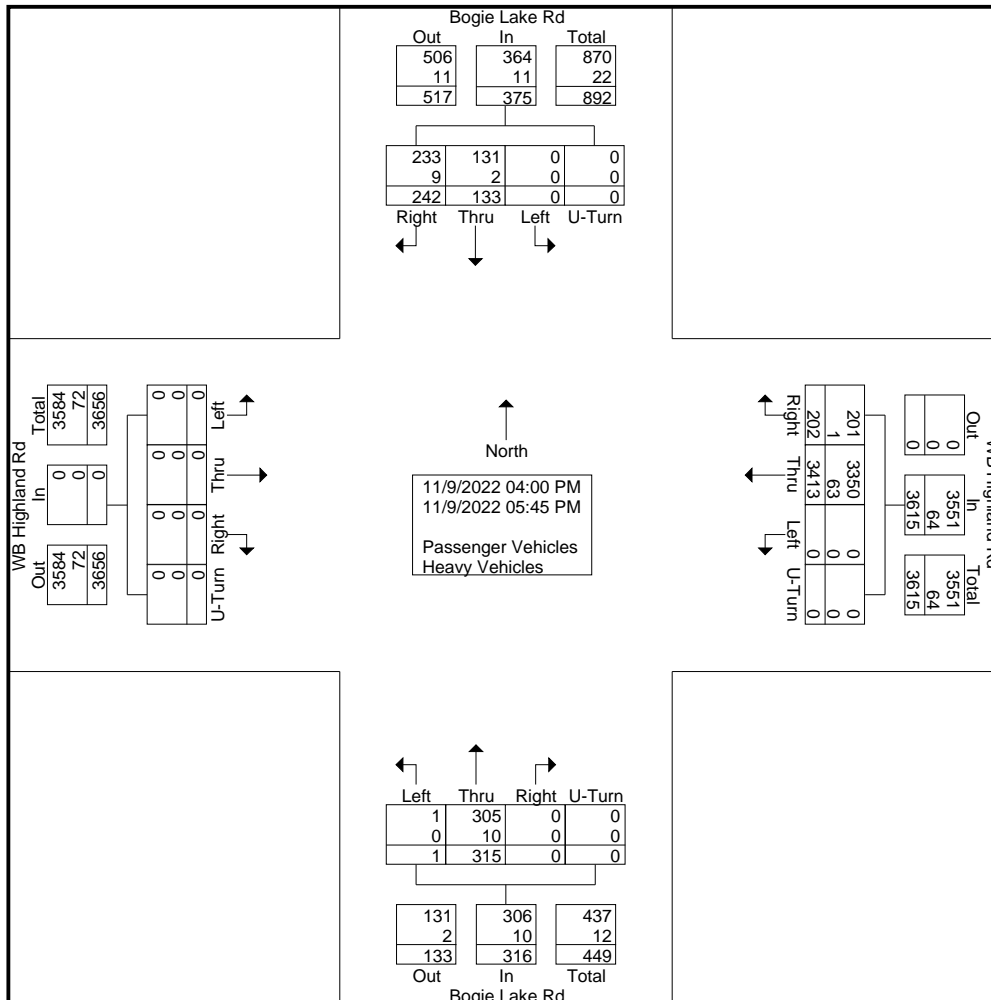 Bogie Lake Rd
Out In Total
506 364 870
11 11 22
517 375 892
233 131 0 0
9 2 0 0
242 133 0 0
Right Thru Left U-Turn
WB Highland Rd
Total In Out
3584 0 3584
72 0 72
3656 0 3656
0 0 0 0
0 0 0 0
0 0 0 0
Left Thru Right U-Turn
North
11/9/2022 04:00 PM
11/9/2022 05:45 PM
Passenger Vehicles
Heavy Vehicles
WB Highland Rd
Out In Total
0 3551 3551
0 64 64
0 3615 3615
201 3350 0 0
1 63 0 0
202 3413 0 0
Right Thru Left U-Turn
Left Thru Right U-Turn
1 305 0 0
0 10 0 0
1 315 0 0
131 306 437
2 10 12
133 316 449
Out In Total
Bogie Lake Rd